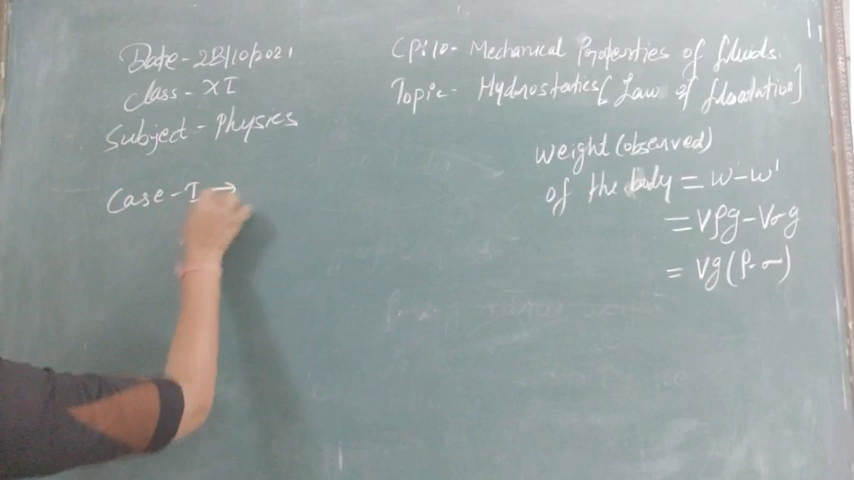 Date - 28/10/2021
Class - XI
Subject - Physics
Case - I →
CP:10- Mechanical Properties of fluids.
Topic- Hydrostatics [Law of floatation]
Weight (observed)
of the body = W - W'
= Vρg - Vσg
= Vg(ρ-σ)